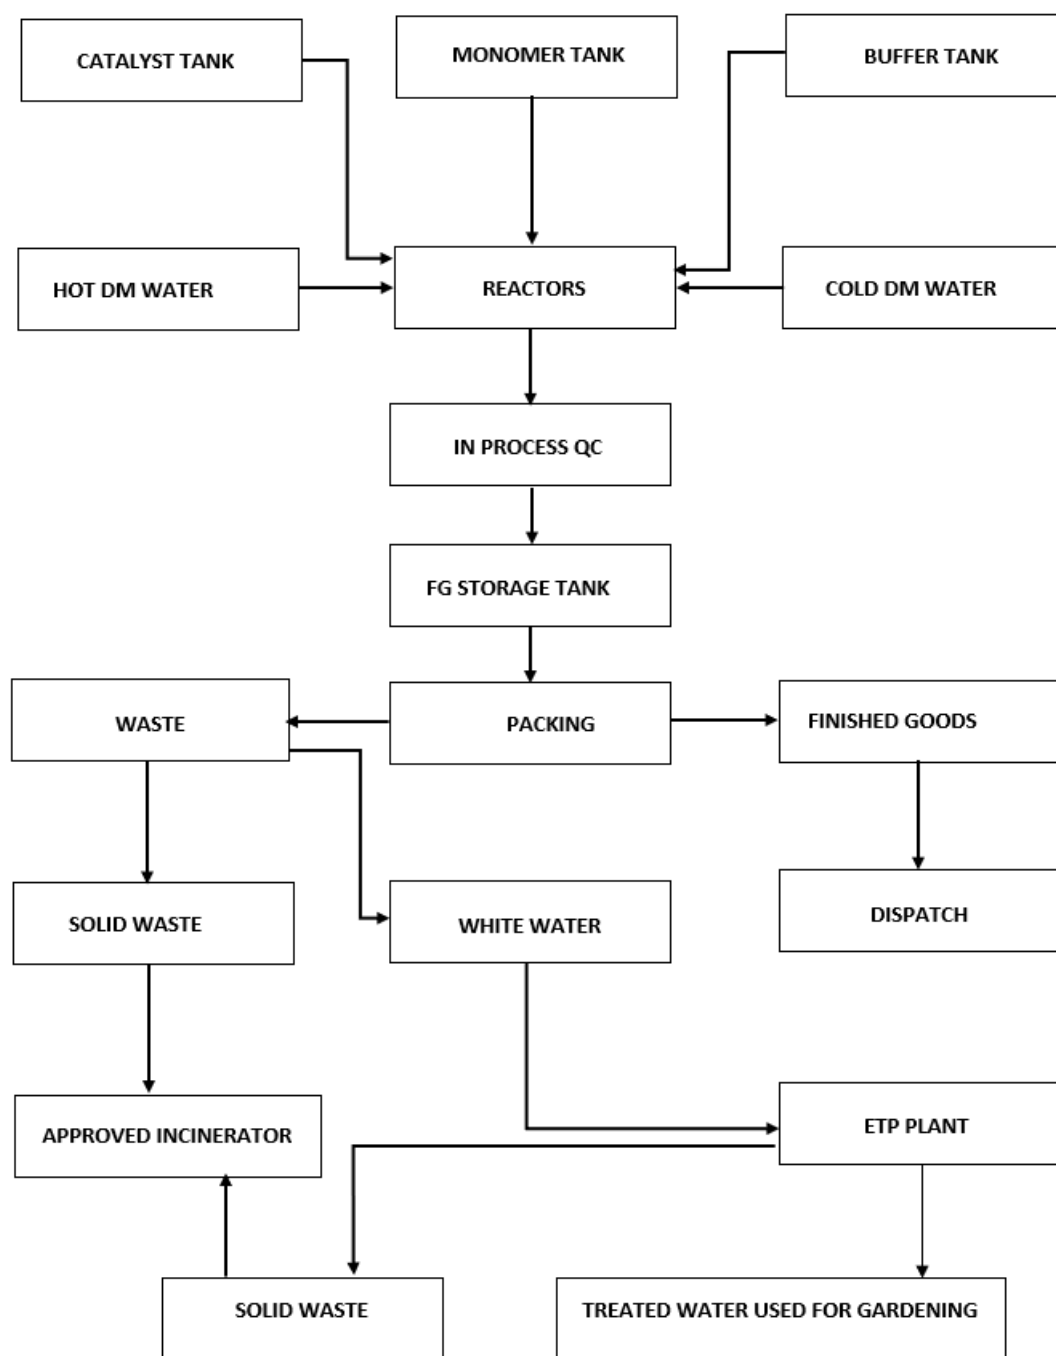 CATALYST TANK
MONOMER TANK
BUFFER TANK
HOT DM WATER
REACTORS
COLD DM WATER
IN PROCESS QC
FG STORAGE TANK
WASTE
PACKING
FINISHED GOODS
SOLID WASTE
WHITE WATER
DISPATCH
APPROVED INCINERATOR
ETP PLANT
SOLID WASTE
TREATED WATER USED FOR GARDENING